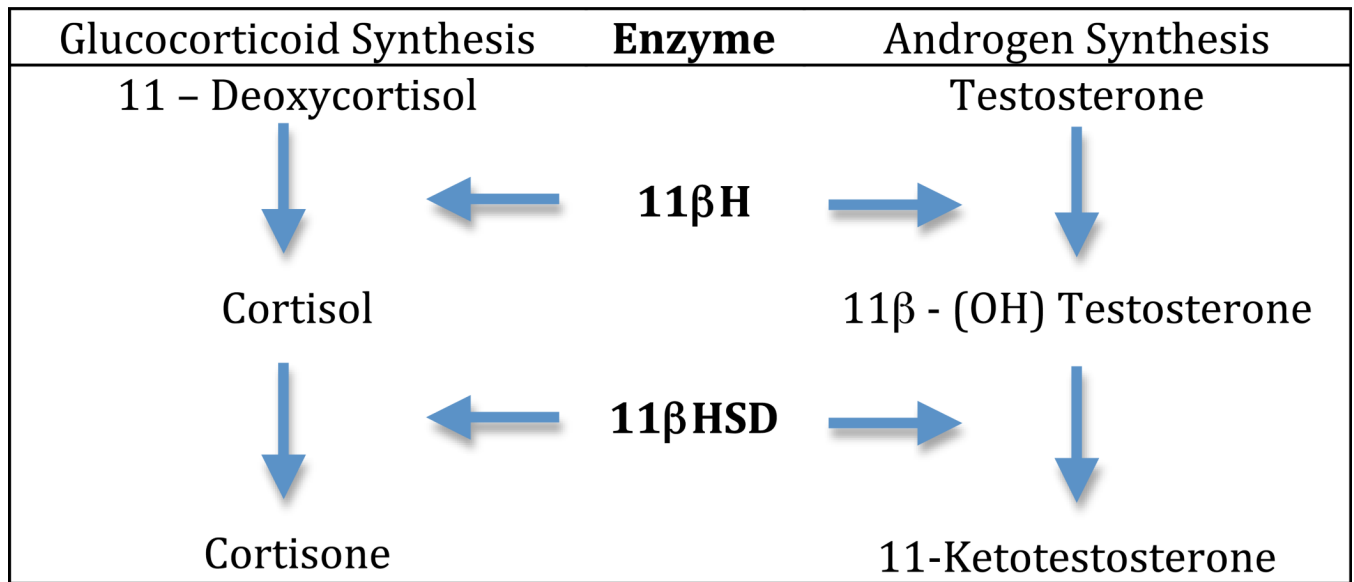 Glucocorticoid Synthesis Enzyme Androgen Synthesis
11 – Deoxycortisol Testosterone
11βH
Cortisol 11β - (OH) Testosterone
11βHSD
Cortisone 11-Ketotestosterone